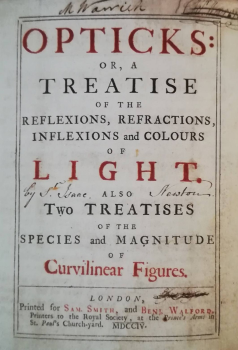 M Warrick
OPTICKS:
OR, A
TREATISE
OF THE
REFLEXIONS, REFRACTIONS,
INFLEXIONS and COLOURS
OF
LIGHT.
by Sr. Isaac ALSO Newton
Two TREATISES
OF THE
SPECIES and MAGNITUDE
OF
Curvilinear Figures.
LONDON,
Printed for SAM. SMITH, and BENJ. WALFORD,
Printers to the Royal Society, at the Prince's Arms in
St. Paul's Church-yard. MDCCIV.